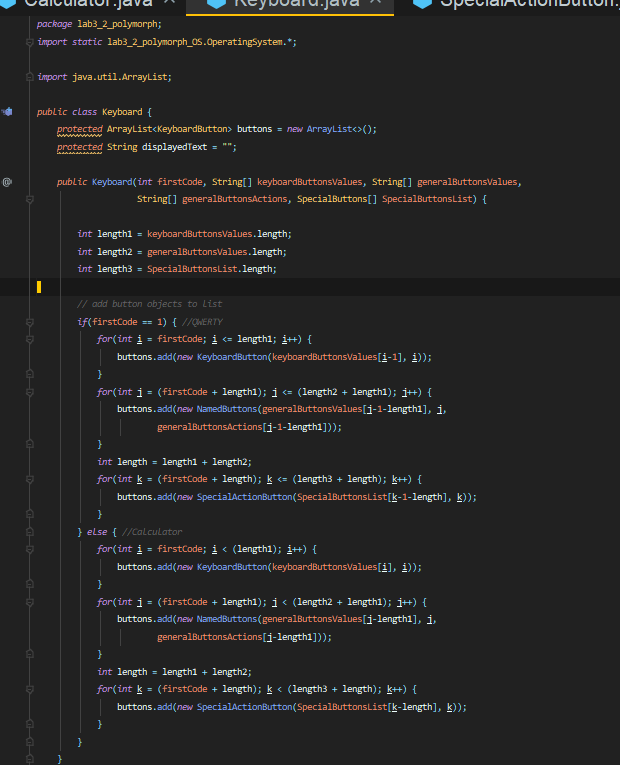 Calculator.java Keyboard.java SpecialActionButton.j
package lab3_2_polymorph;
import static lab3_2_polymorph_OS.OperatingSystem.*;
import java.util.ArrayList;
public class Keyboard {
protected ArrayList<KeyboardButton> buttons = new ArrayList<>();
protected String displayedText = "";
public Keyboard(int firstCode, String[] keyboardButtonsValues, String[] generalButtonsValues,
String[] generalButtonsActions, SpecialButtons[] SpecialButtonsList) {
int length1 = keyboardButtonsValues.length;
int length2 = generalButtonsValues.length;
int length3 = SpecialButtonsList.length;
// add button objects to list
if(firstCode == 1) { //QWERTY
for(int i = firstCode; i <= length1; i++) {
buttons.add(new KeyboardButton(keyboardButtonsValues[i-1], i));
}
for(int j = (firstCode + length1); j <= (length2 + length1); j++) {
buttons.add(new NamedButtons(generalButtonsValues[j-1-length1], j,
generalButtonsActions[j-1-length1]));
}
int length = length1 + length2;
for(int k = (firstCode + length); k <= (length3 + length); k++) {
buttons.add(new SpecialActionButton(SpecialButtonsList[k-1-length], k));
}
} else { //Calculator
for(int i = firstCode; i < (length1); i++) {
buttons.add(new KeyboardButton(keyboardButtonsValues[i], i));
}
for(int j = (firstCode + length1); j < (length2 + length1); j++) {
buttons.add(new NamedButtons(generalButtonsValues[j-length1], j,
generalButtonsActions[j-length1]));
}
int length = length1 + length2;
for(int k = (firstCode + length); k < (length3 + length); k++) {
buttons.add(new SpecialActionButton(SpecialButtonsList[k-length], k));
}
}
}